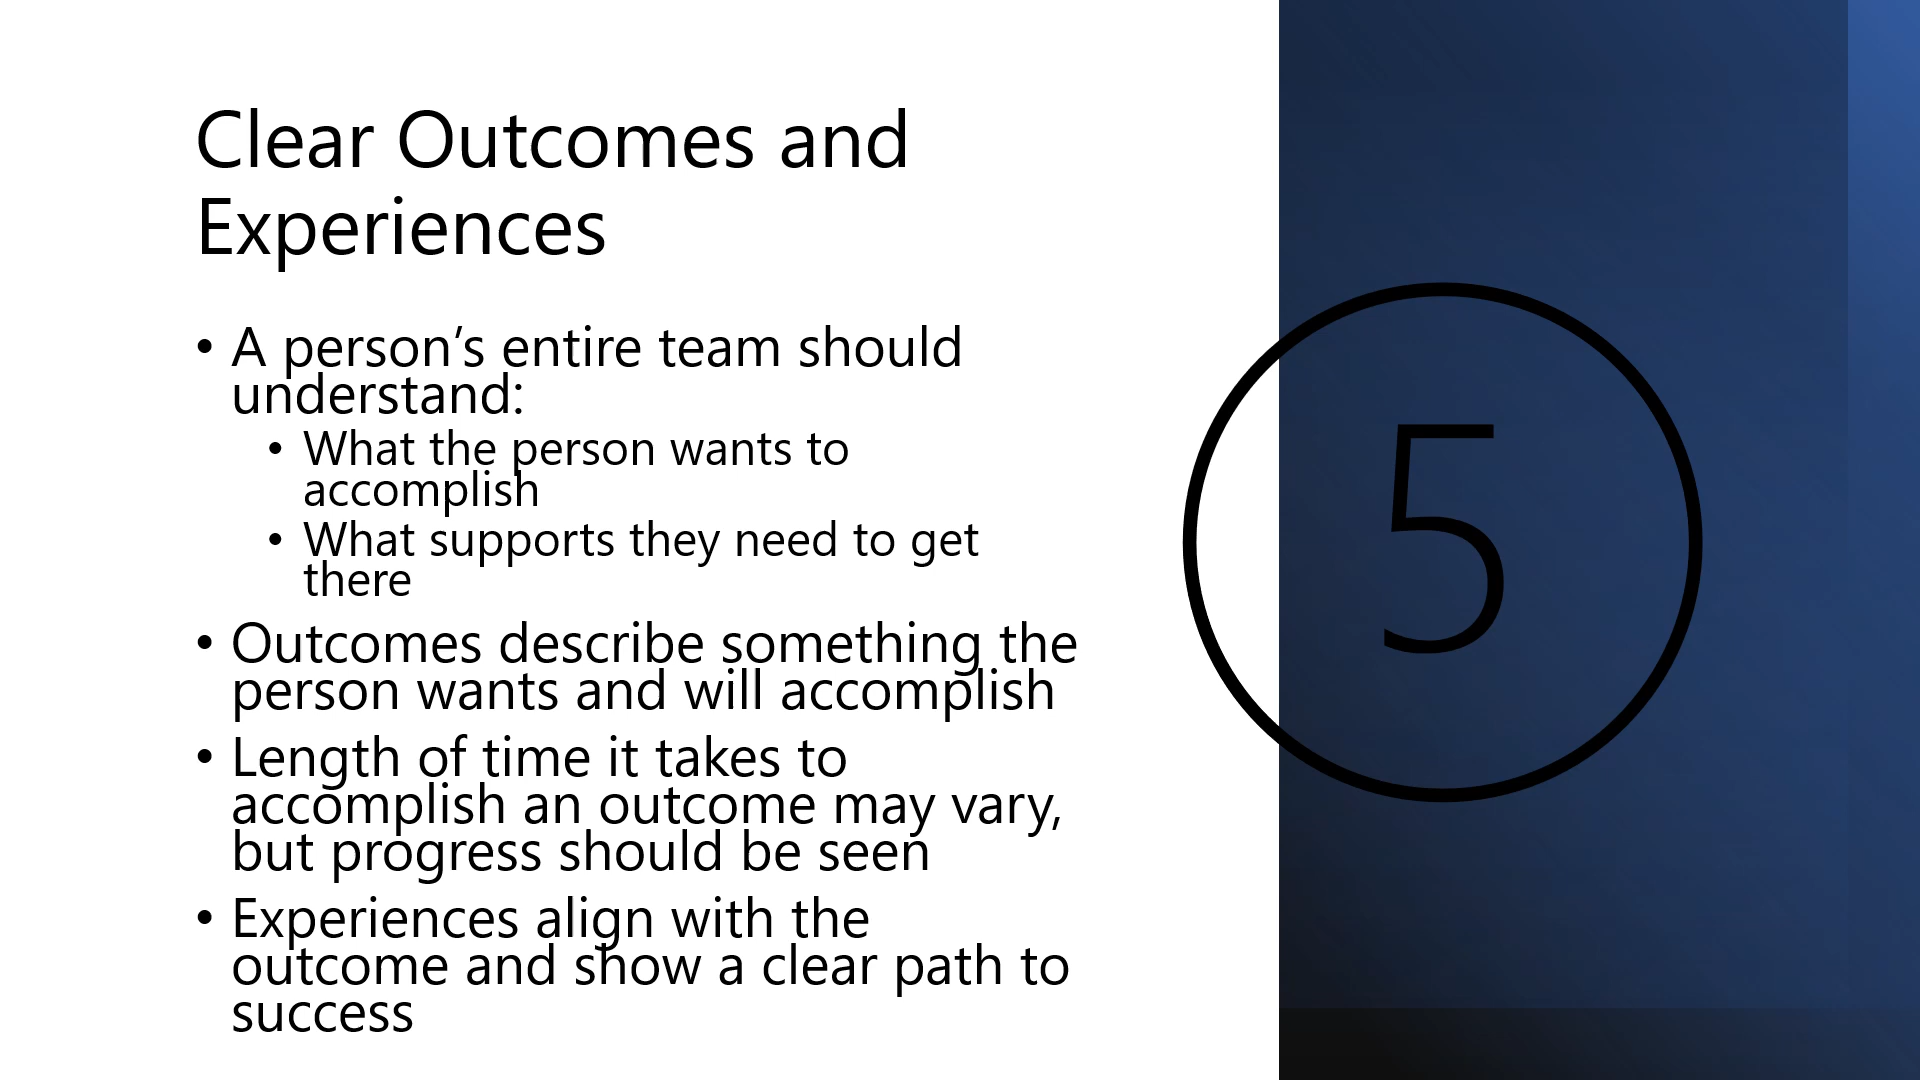 Clear Outcomes and
Experiences
• A person’s entire team should
understand:
• What the person wants to
accomplish
• What supports they need to get
there
• Outcomes describe something the
person wants and will accomplish
• Length of time it takes to
accomplish an outcome may vary,
but progress should be seen
• Experiences align with the
outcome and show a clear path to
success
5